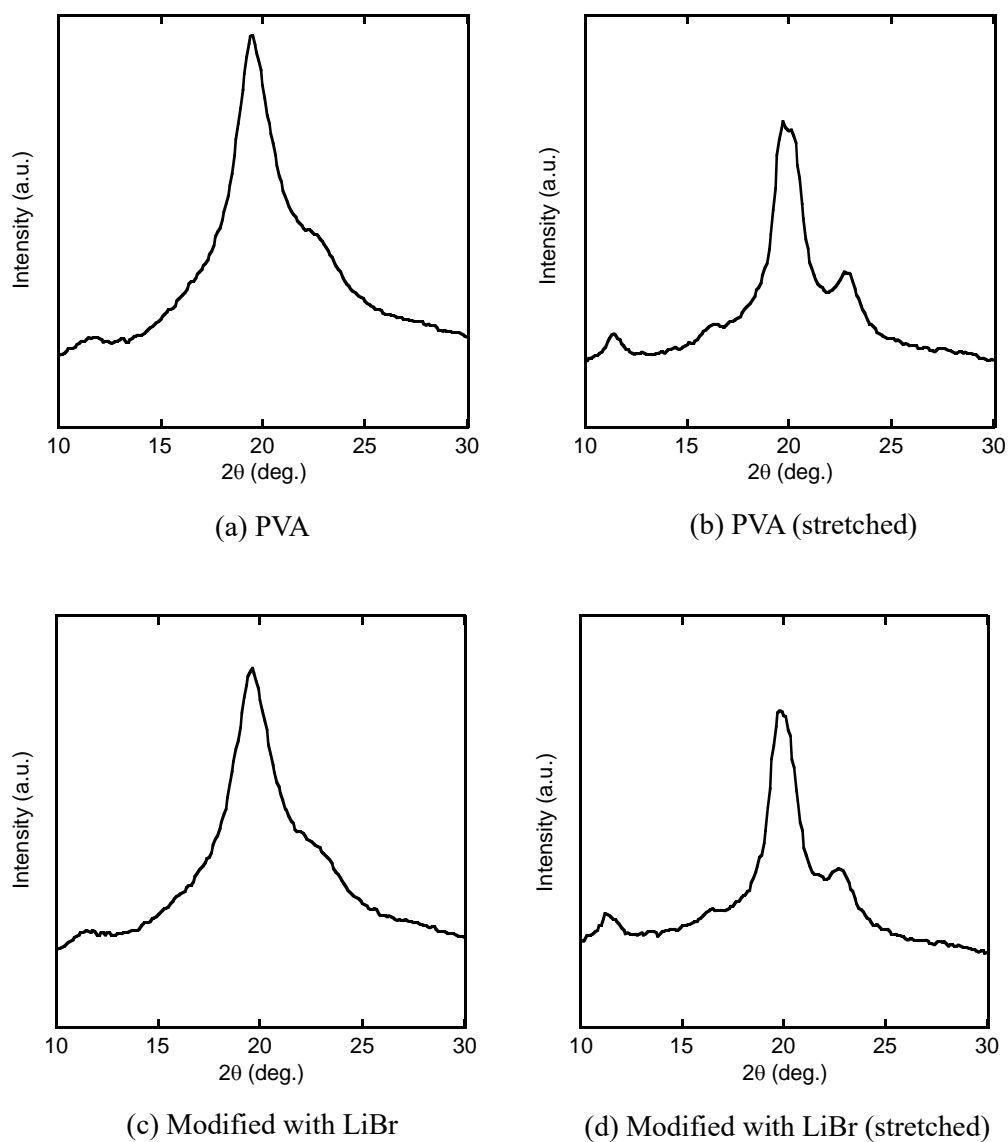 Intensity (a.u.)
10 15 20 25 30
2θ (deg.)
(a) PVA
Intensity (a.u.)
10 15 20 25 30
2θ (deg.)
(b) PVA (stretched)
Intensity (a.u.)
10 15 20 25 30
2θ (deg.)
(c) Modified with LiBr
Intensity (a.u.)
10 15 20 25 30
2θ (deg.)
(d) Modified with LiBr (stretched)